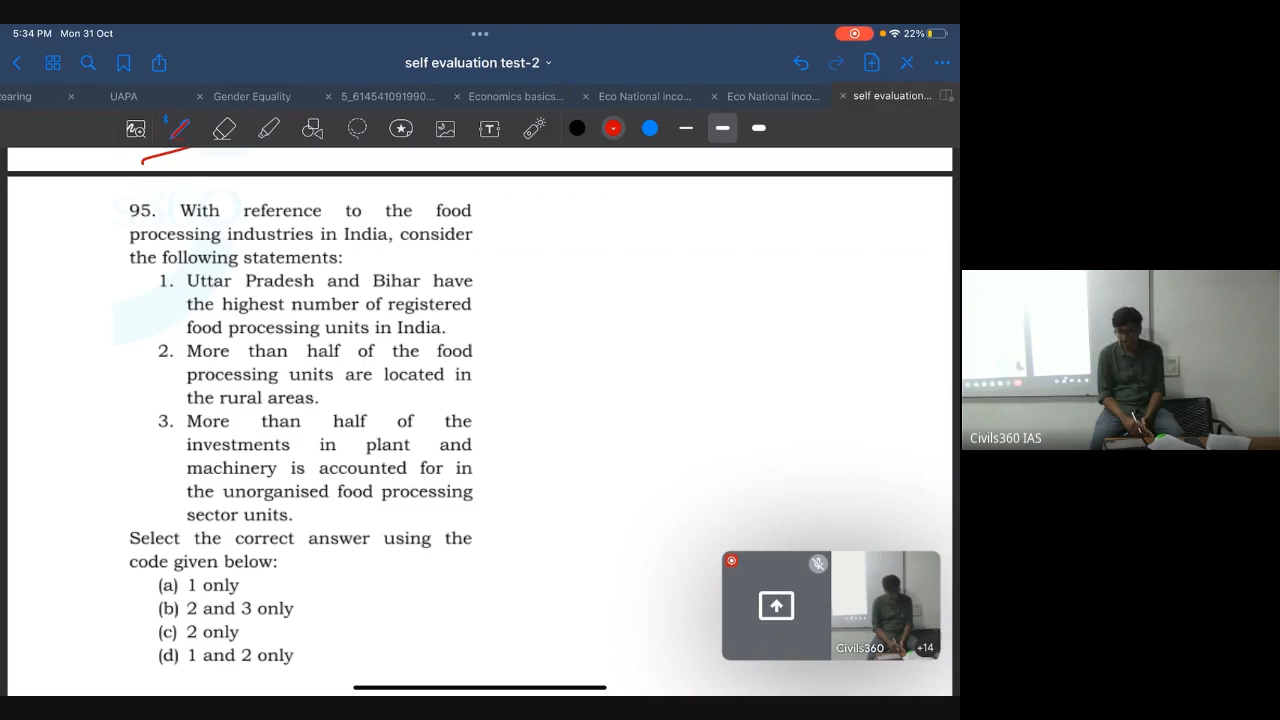 5:34 PM Mon 31 Oct
22%
self evaluation test-2
earing
UAPA
Gender Equality
5_614541091990...
Economics basics...
Eco National inco...
Eco National inco...
self evaluation...
95. With reference to the food
processing industries in India, consider
the following statements:
1. Uttar Pradesh and Bihar have
the highest number of registered
food processing units in India.
2. More than half of the food
processing units are located in
the rural areas.
3. More than half of the
investments in plant and
machinery is accounted for in
the unorganised food processing
sector units.
Select the correct answer using the
code given below:
(a) 1 only
(b) 2 and 3 only
(c) 2 only
(d) 1 and 2 only
Civils360
+14
Civils360 IAS